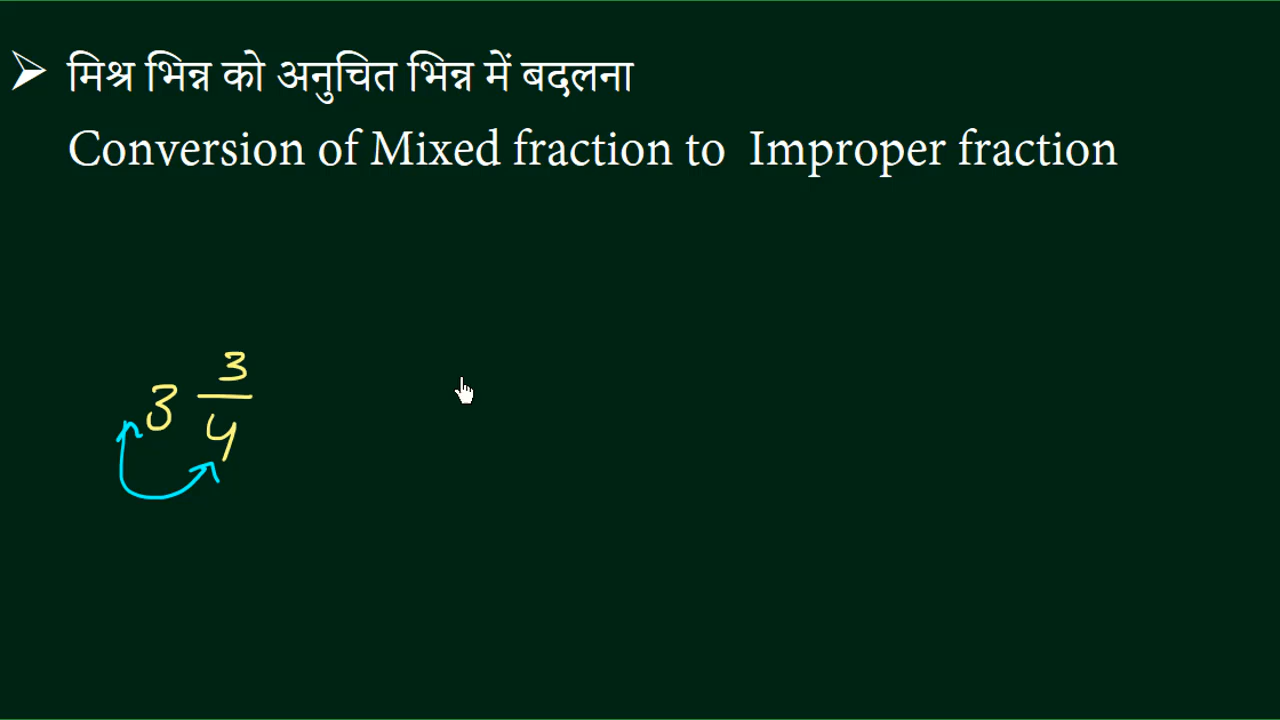 ➢ मिश्र भिन्न को अनुचित भिन्न में बदलना
Conversion of Mixed fraction to Improper fraction
3 3/4